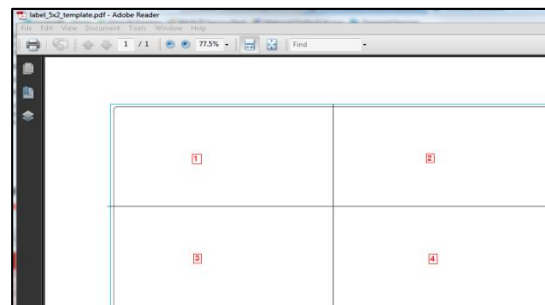 label_5x2_template.pdf - Adobe Reader
File Edit View Document Tools Window Help
1 / 1 77.5% Find
1 2
3 4